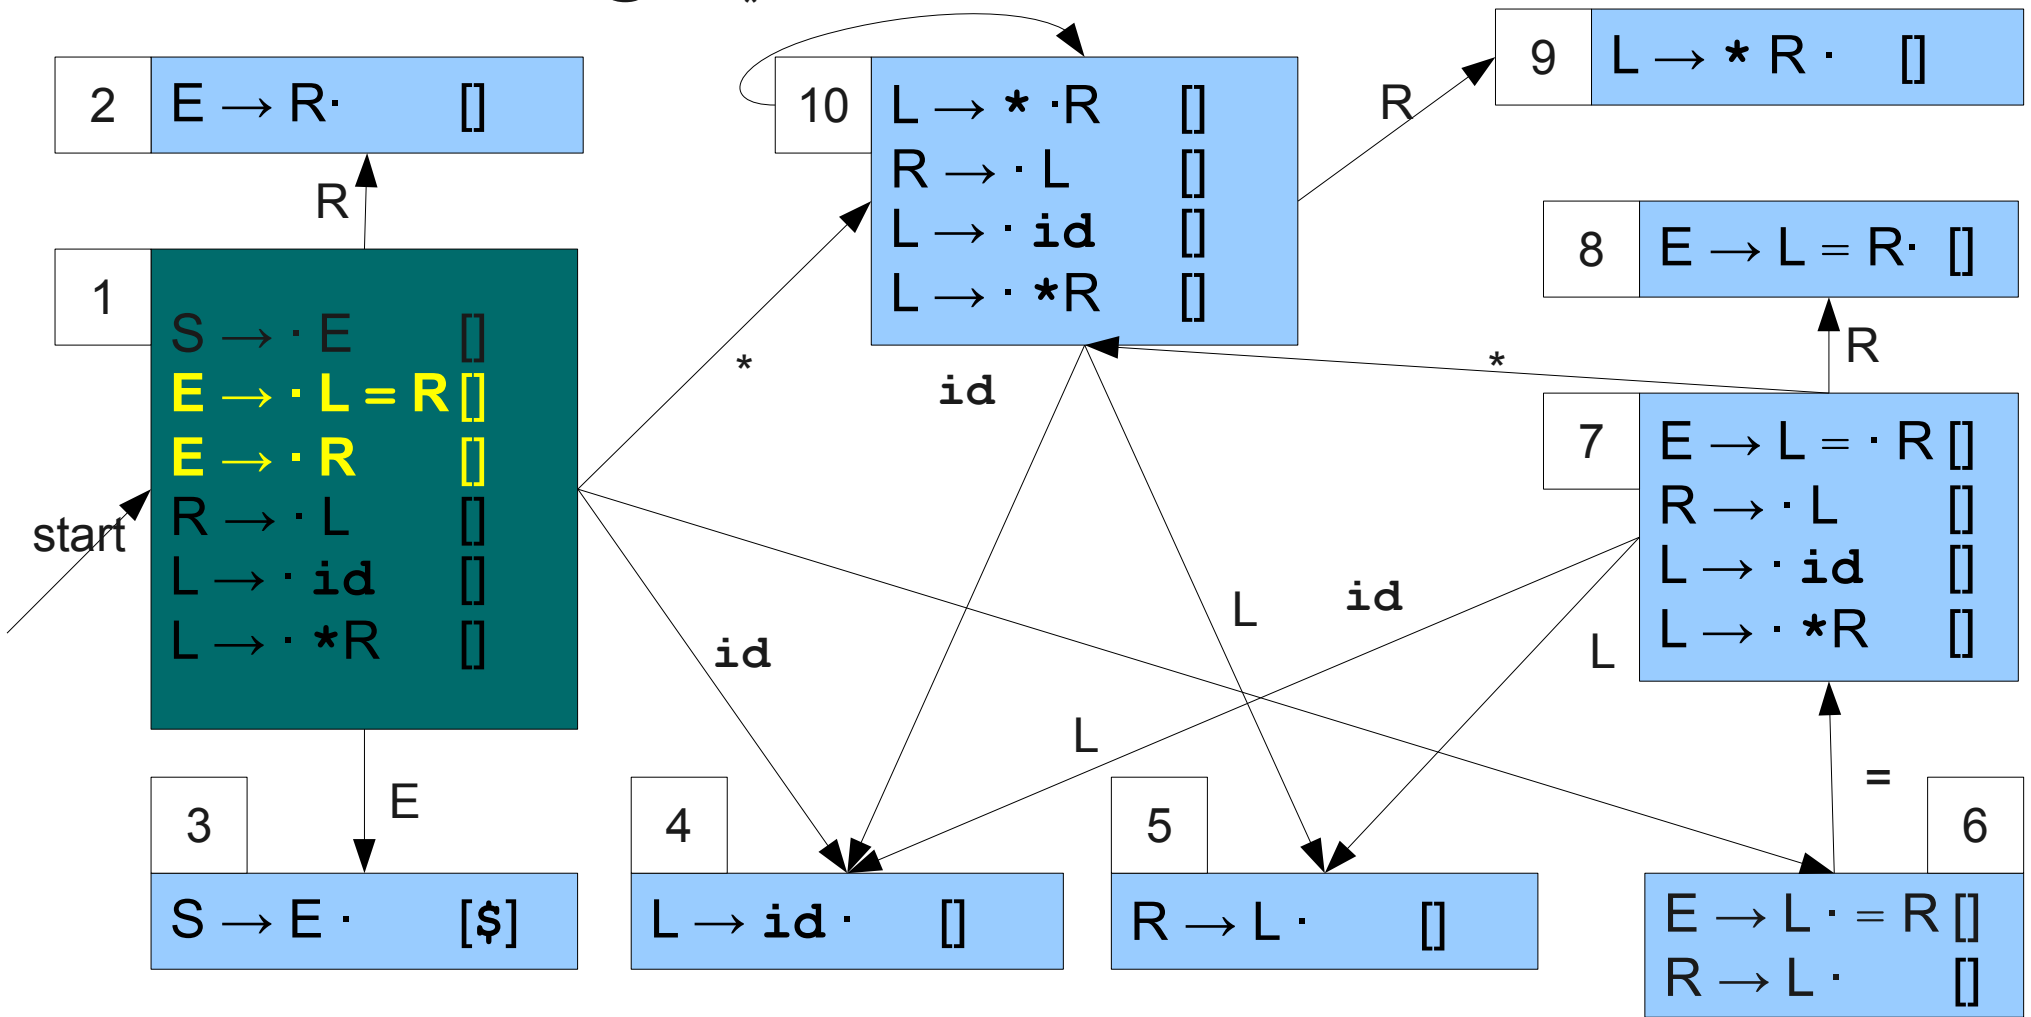 2
E → R· []
R
1
S → · E []
E → · L = R []
E → · R []
R → · L []
L → · id []
L → · *R []
start
E
3
S → E · [$]
10
L → * ·R []
R → · L []
L → · id []
L → · *R []
R
9
L → * R · []
8
E → L = R· []
R
*
id
*
7
E → L = · R []
R → · L []
L → · id []
L → · *R []
id
L
id
L
L
=
4
L → id · []
5
R → L · []
6
E → L · = R []
R → L · []